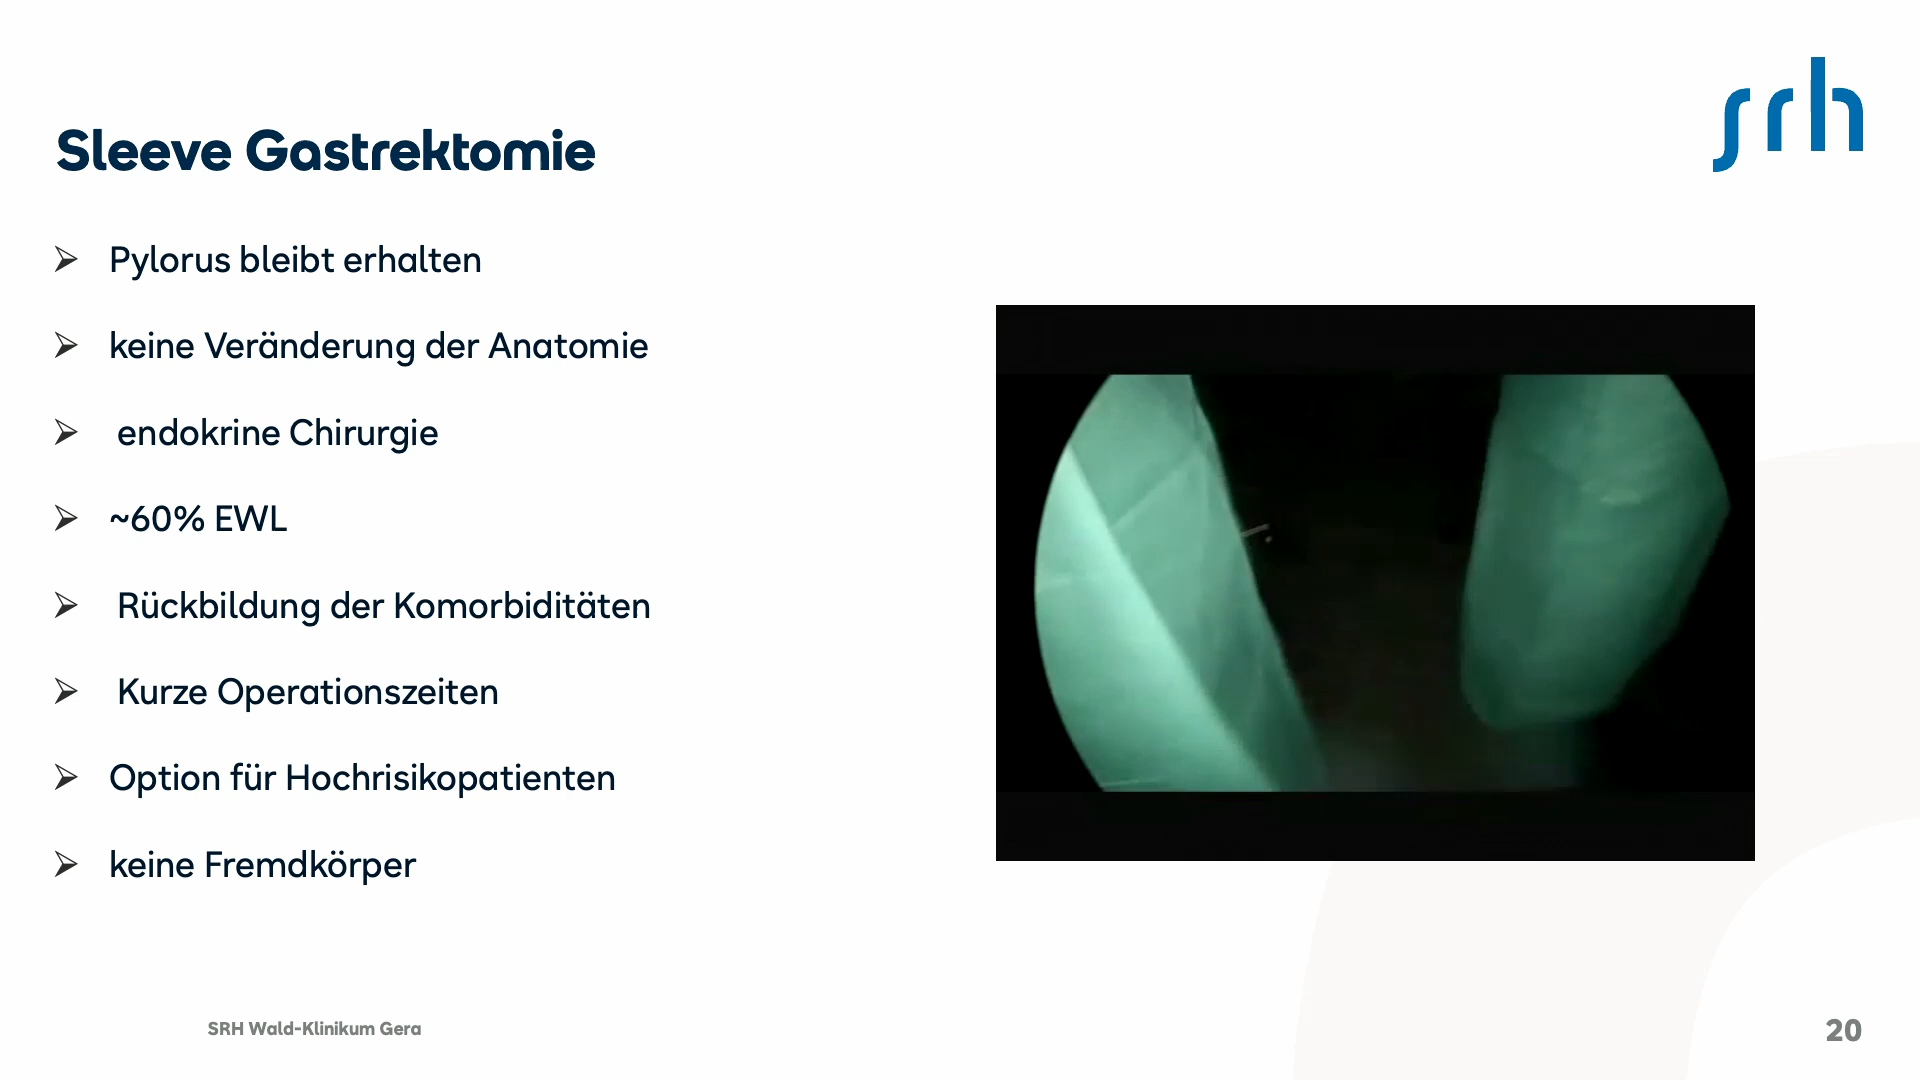 srh
Sleeve Gastrektomie
➢ Pylorus bleibt erhalten
➢ keine Veränderung der Anatomie
➢ endokrine Chirurgie
➢ ~60% EWL
➢ Rückbildung der Komorbiditäten
➢ Kurze Operationszeiten
➢ Option für Hochrisikopatienten
➢ keine Fremdkörper
SRH Wald-Klinikum Gera
20